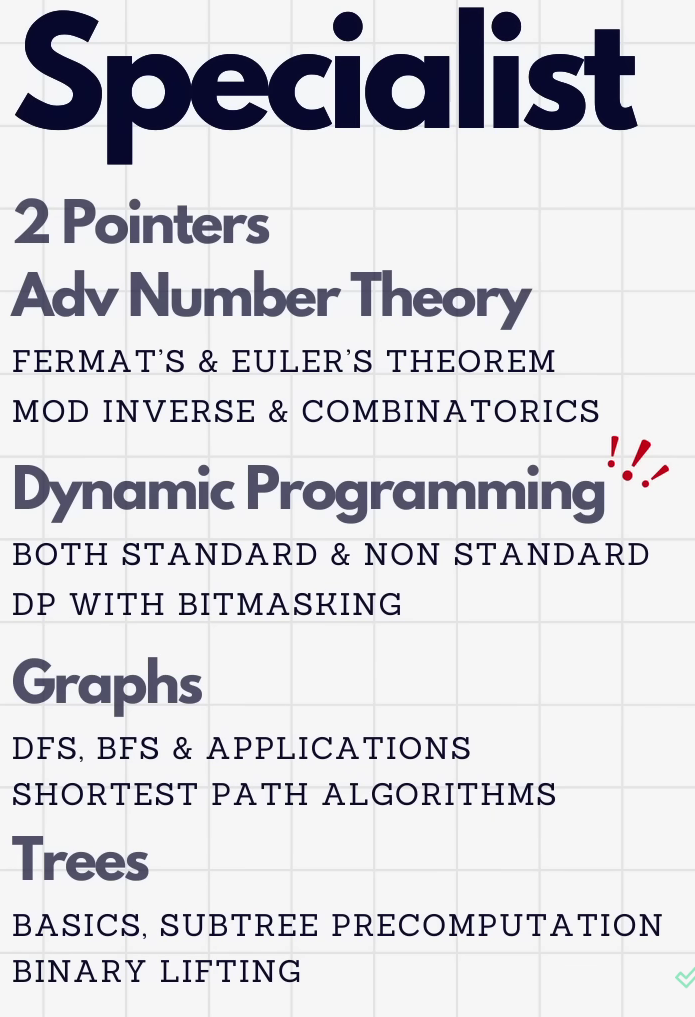 Specialist
2 Pointers
Adv Number Theory
FERMAT’S & EULER’S THEOREM
MOD INVERSE & COMBINATORICS
Dynamic Programming
BOTH STANDARD & NON STANDARD
DP WITH BITMASKING
Graphs
DFS, BFS & APPLICATIONS
SHORTEST PATH ALGORITHMS
Trees
BASICS, SUBTREE PRECOMPUTATION
BINARY LIFTING